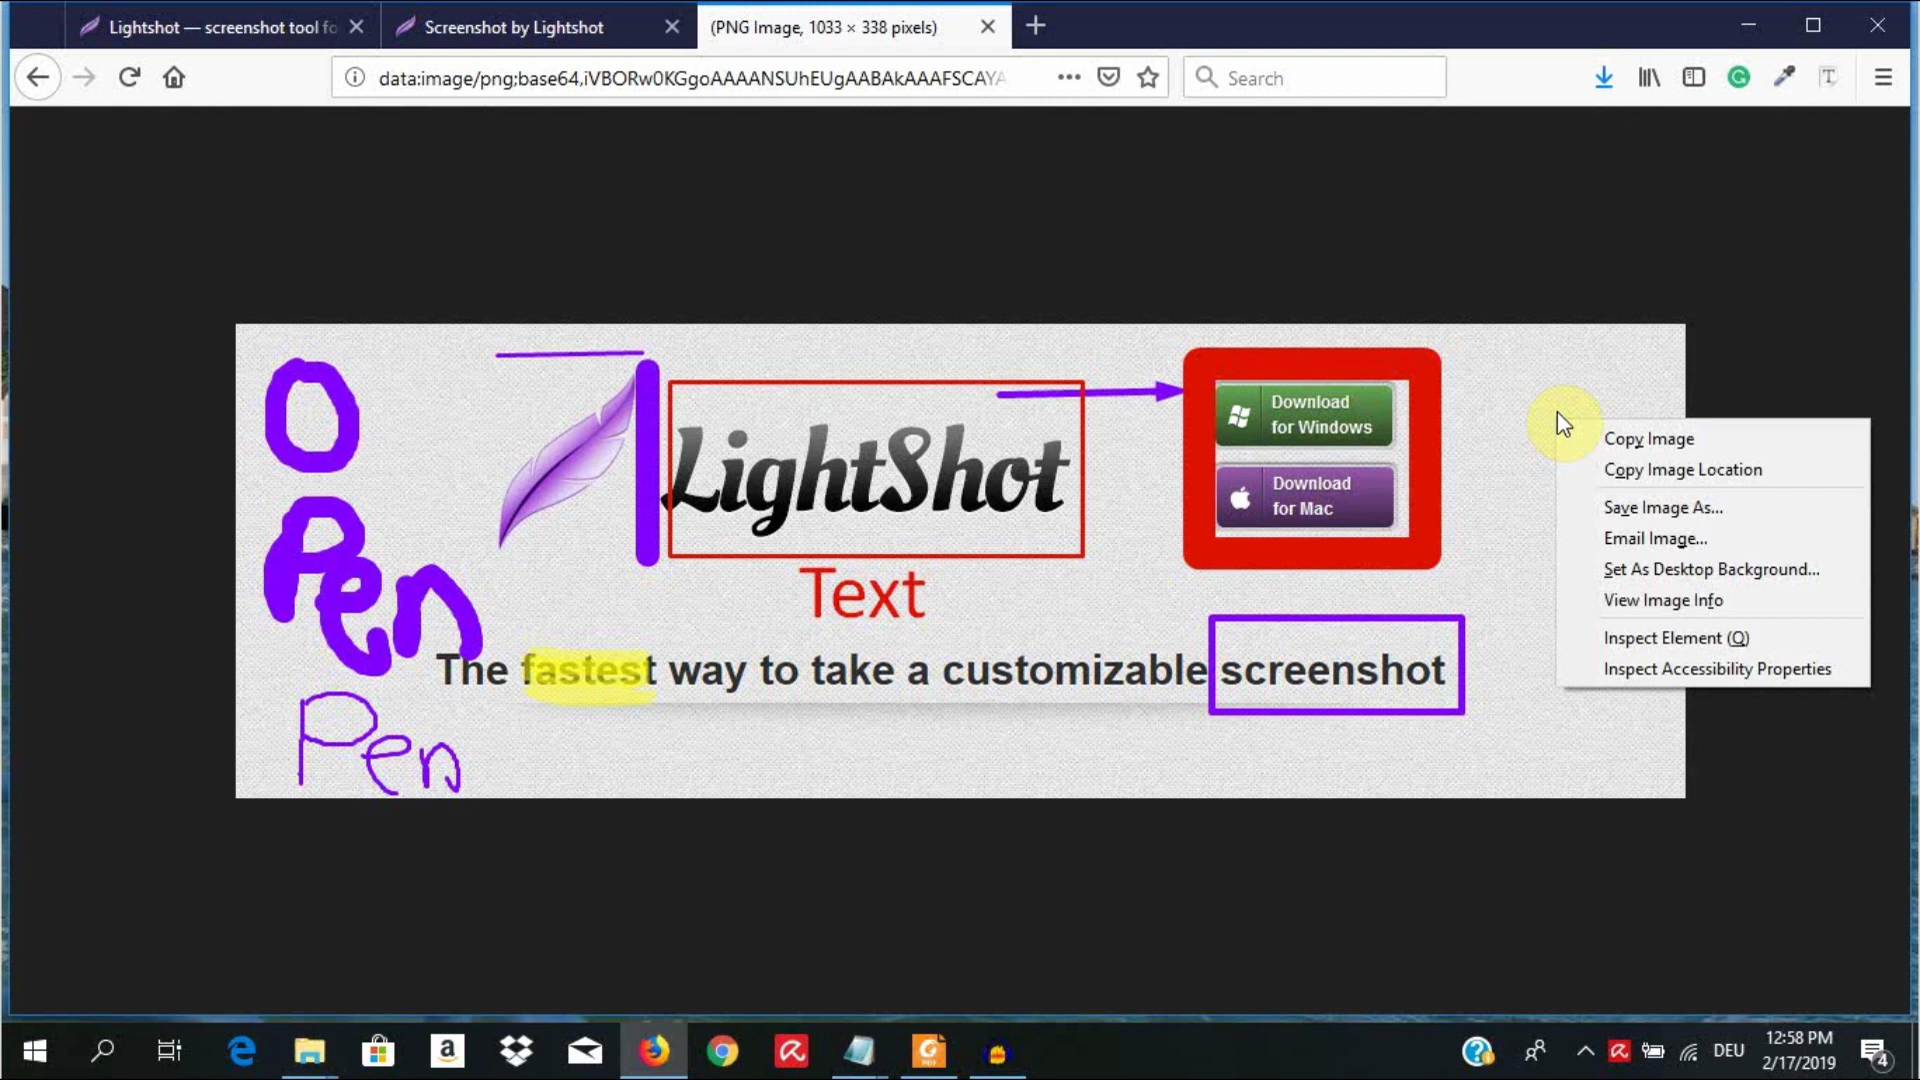 Lightshot — screenshot tool fo
Screenshot by Lightshot
(PNG Image, 1033 × 338 pixels)
data:image/png;base64,iVBORw0KGgoAAAANSUhEUgAABAkAAAFSCAYA
Search
O
Pen
Pen
LightShot
Text
Download
for Windows
Download
for Mac
The fastest way to take a customizable screenshot
Copy Image
Copy Image Location
Save Image As...
Email Image...
Set As Desktop Background...
View Image Info
Inspect Element (Q)
Inspect Accessibility Properties
DEU
12:58 PM
2/17/2019
4